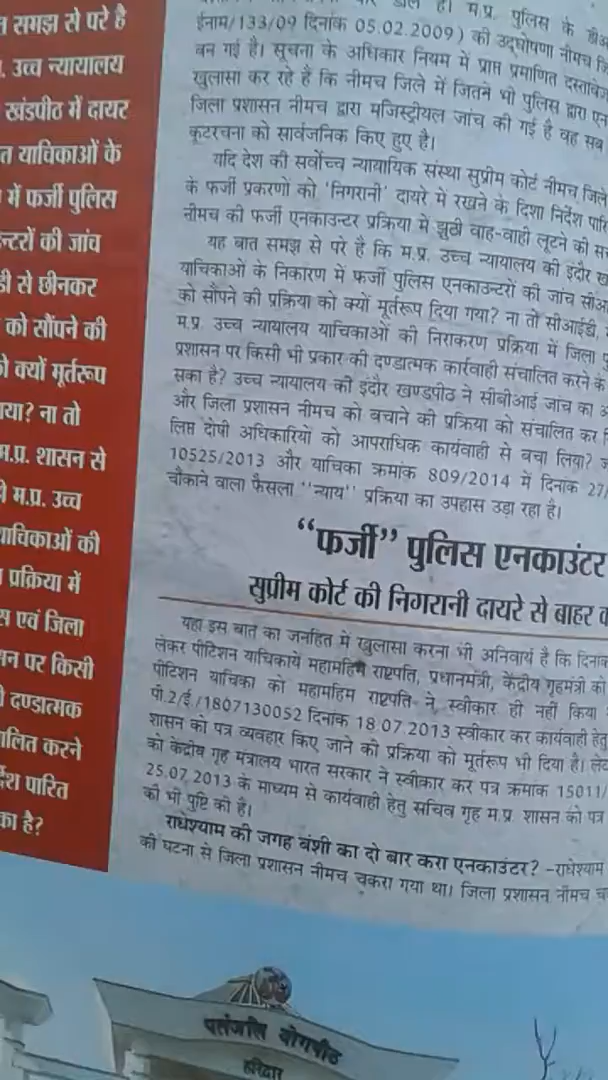 समझ से परे है
उच्च न्यायालय
खंडपीठ में दायर
याचिकाओं के
में फर्जी पुलिस
न्टरों की जांच
डी से छीनकर
को सौंपने की
क्यों मूर्तरूप
गया? ना तो
म.प्र. शासन से
म.प्र. उच्च
याचिकाओं की
प्रक्रिया में
स एवं जिला
सन पर किसी
दण्डात्मक
चालित करने
र्देश पारित
का है?
है। म.प्र. पुलिस के
ईनाम/133/09 दिनांक 05.02.2009) की उद्घोषणा नीमच
बन गई है। सूचना के अधिकार नियम में प्राप्त प्रमाणित
खुलासा कर रहे हैं कि नीमच जिले में जितने भी पुलिस द्वारा
जिला प्रशासन नीमच द्वारा मजिस्ट्रीयल जांच की गई है वह सब
कूटरचना को सार्वजनिक किए हुए है।
यदि देश की सर्वोच्च न्यायायिक संस्था सुप्रीम कोर्ट नीमच जिले
के फर्जी प्रकरणों को 'निगरानी' दायरे में रखने के दिशा निर्देश पारि
नीमच की फर्जी एनकाउन्टर प्रक्रिया में झुठी वाह-वाही लूटने की
यह बात समझ से परे है कि म.प्र. उच्च न्यायालय की इंदौर
याचिकाओं के निकारण में फर्जी पुलिस एनकाउन्टरों की जांच सीआ
को सौंपने की प्रक्रिया को क्यों मूर्तरूप दिया गया? ना तो सीआईडी,
म.प्र. उच्च न्यायालय याचिकाओं की निराकरण प्रक्रिया में जिला
प्रशासन पर किसी भी प्रकार की दण्डात्मक कार्रवाही संचालित करने के
सका है? उच्च न्यायालय की इंदौर खण्डपीठ ने सीबीआई जांच का
और जिला प्रशासन नीमच को बचाने की प्रक्रिया को संचालित कर
लिप्त दोषी अधिकारियों को आपराधिक कार्यवाही से बचा लिया?
10525/2013 और याचिका क्रमांक 809/2014 में दिनांक 27/
चौकाने वाला फैसला ''न्याय'' प्रक्रिया का उपहास उड़ा रहा है।
“फर्जी” पुलिस एनकाउंटर
सुप्रीम कोर्ट की निगरानी दायरे से बाहर
यहां इस बात का जनहित में खुलासा करना भी अनिवार्य है कि दिनांक
लेकर पीटिशन याचिकाये महामहिम राष्ट्रपति, प्रधानमंत्री, केंद्रीय गृहमंत्री को
पीटिशन याचिका को महामहिम राष्ट्रपति ने स्वीकार ही नहीं किया
पी.2/ई/1807130052 दिनांक 18.07.2013 स्वीकार कर कार्यवाही हेतु
शासन को पत्र व्यवहार किए जाने को प्रक्रिया को मूर्तरूप भी दिया है।
को केंद्रीय गृह मंत्रालय भारत सरकार ने स्वीकार कर पत्र क्रमांक 15011/
25.07.2013 के माध्यम से कार्यवाही हेतु सचिव गृह म.प्र. शासन को पत्र
की भी पुष्टि की है।
राधेश्याम की जगह बंशी का दो बार करा एनकाउंटर? -राधेश्याम
की घटना से जिला प्रशासन नीमच चकरा गया था। जिला प्रशासन नीमच
पतंजलि योगपीठ
हरिद्वार